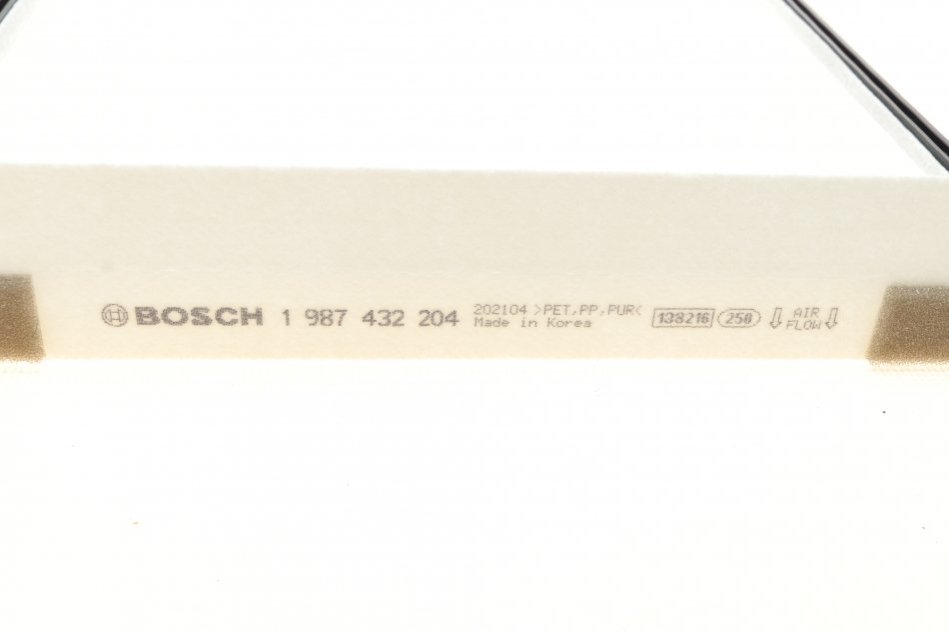 BOSCH 1 987 432 204
202104 >PET,PP,PUR<
Made in Korea
138216 250
AIR
FLOW